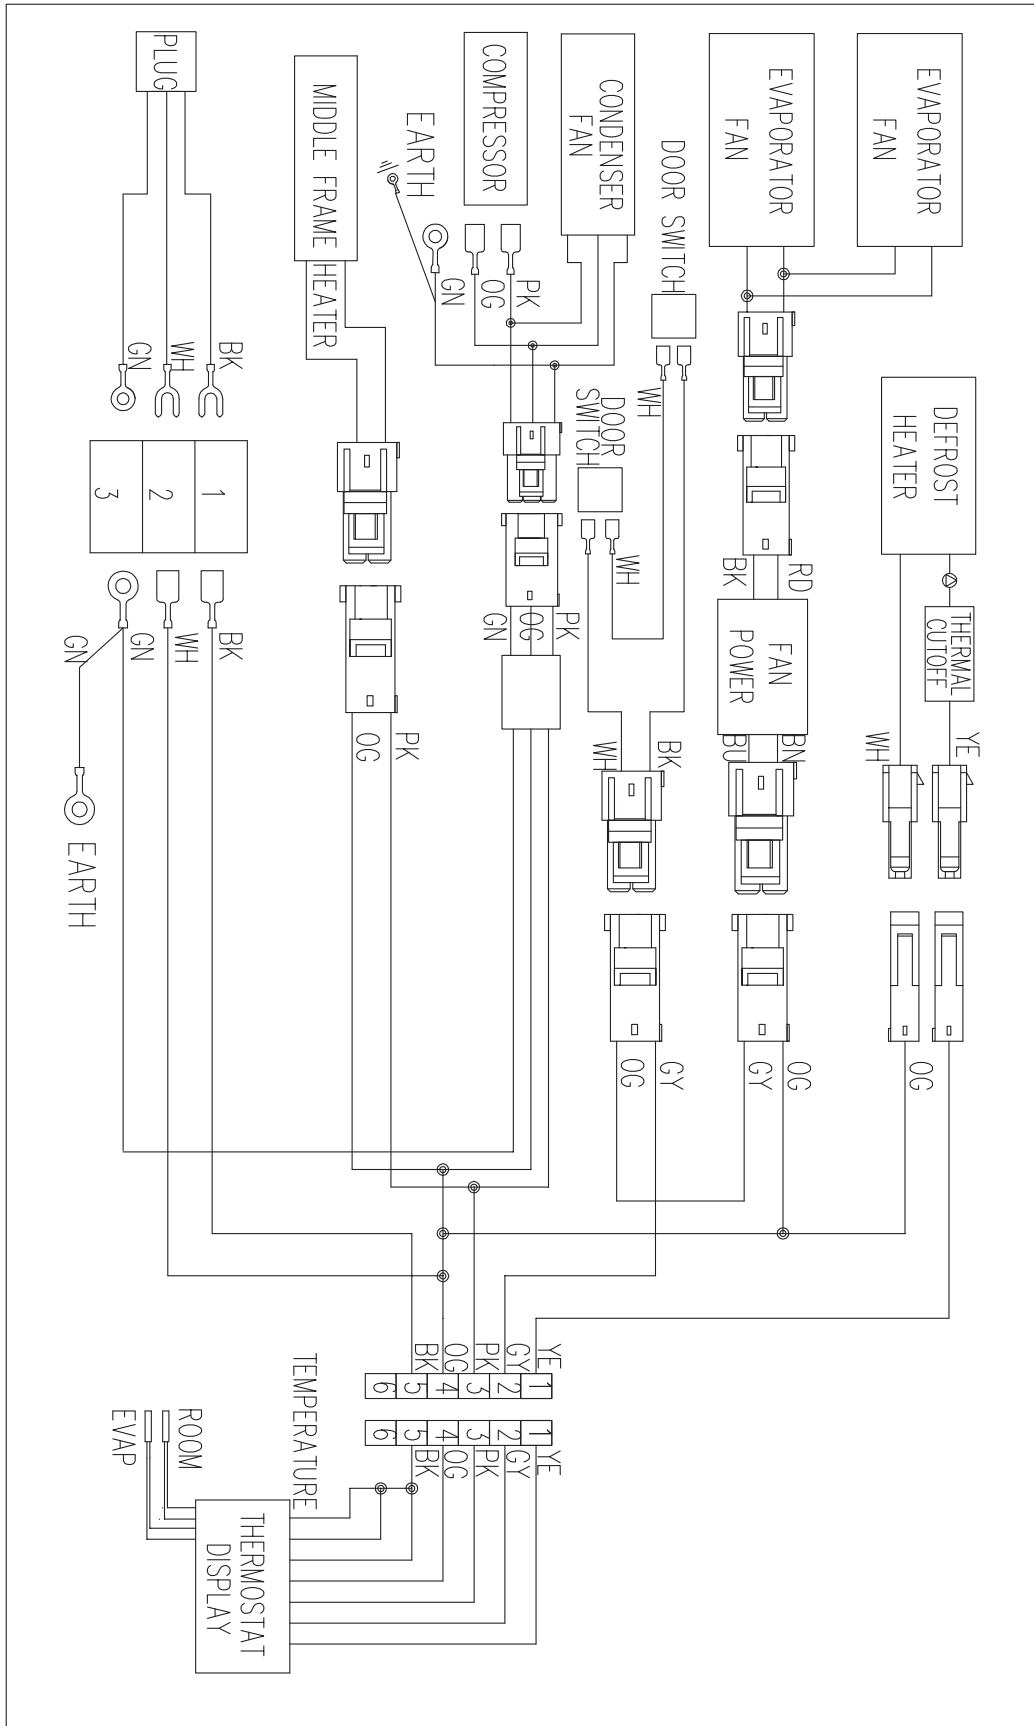 PLUG
GN
WH
BK
3
2
1
GN
GN
WH
BK
EARTH
MIDDLE FRAME HEATER
OG
PK
EARTH
COMPRESSOR
GN
OG
PK
CONDENSER
FAN
GN
OG
PK
DOOR SWITCH
WH
DOOR
SWITCH
WH
WH
BK
OG
GY
EVAPORATOR
FAN
EVAPORATOR
FAN
BK
RD
FAN
POWER
BU
BN
GY
OG
DEFROST
HEATER
THERMAL
CUTOFF
WH
YE
OG
BK
OG
PK
GY
YE
6
5
4
3
2
1
6
5
4
3
2
1
BK
OG
PK
GY
YE
TEMPERATURE
ROOM
EVAP
THERMOSTAT
DISPLAY